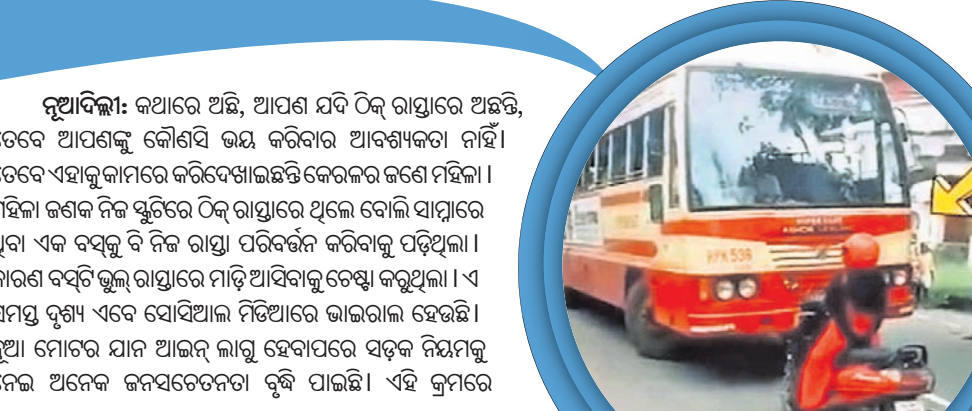 ନୂଆଦିଲ୍ଲୀ: କଥାରେ ଅଛି, ଆପଣ ଯଦି ଠିକ୍ ରାସ୍ତାରେ ଅଛନ୍ତି,
ତେବେ ଆପଣଙ୍କୁ କୌଣସି ଭୟ କରିବାର ଆବଶ୍ୟକତା ନାହିଁ।
ତେବେ ଏହାକୁ କାମରେ କରିଦେଖାଇଛନ୍ତି କେରଳର ଜଣେ ମହିଳା।
ମହିଳା ଜଣକ ନିଜ ସ୍କୁଟିରେ ଠିକ୍ ରାସ୍ତାରେ ଥିଲେ ବୋଲି ସାମ୍ନାରେ
ଥିବା ଏକ ବସ୍‌କୁ ବି ନିଜ ରାସ୍ତା ପରିବର୍ତ୍ତନ କରିବାକୁ ପଡ଼ିଥିଲା।
କାରଣ ବସ୍‌ଟି ଭୁଲ୍ ରାସ୍ତାରେ ମାଡ଼ି ଆସିବାକୁ ଚେଷ୍ଟା କରୁଥିଲା। ଏ
ସମସ୍ତ ଦୃଶ୍ୟ ଏବେ ସୋସିଆଲ ମିଡିଆରେ ଭାଇରାଲ ହେଉଛି।
ନୂଆ ମୋଟର ଯାନ ଆଇନ୍ ଲାଗୁ ହେବାପରେ ସଡ଼କ ନିୟମକୁ
ନେଇ ଅନେକ ଜନସଚେତନତା ବୃଦ୍ଧି ପାଇଛି। ଏହି କ୍ରମରେ